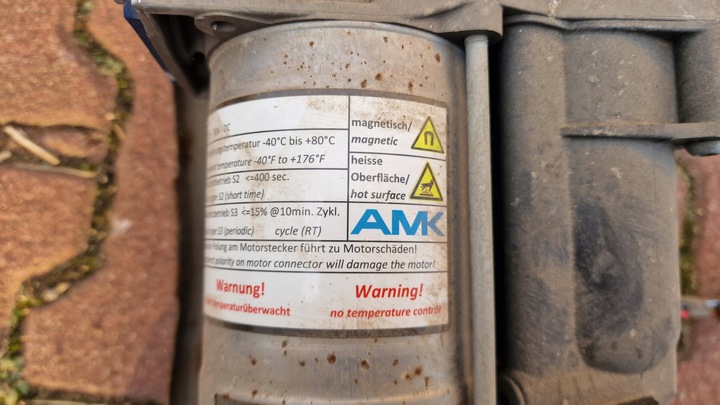 DC
magnetisch/
magnetic
temperatur -40°C bis +80°C
temperature -40°F to +176°F
heisse
Oberfläche/
hot surface
S2 <=400 sec.
S2 (short time)
S3 <=15% @10min. Zykl.
S3 (periodic) cycle (RT)
AMK
Polung am Motorstecker führt zu Motorschäden!
polarity on motor connector will damage the motor!
Warnung!
temperaturüberwacht
Warning!
no temperature control